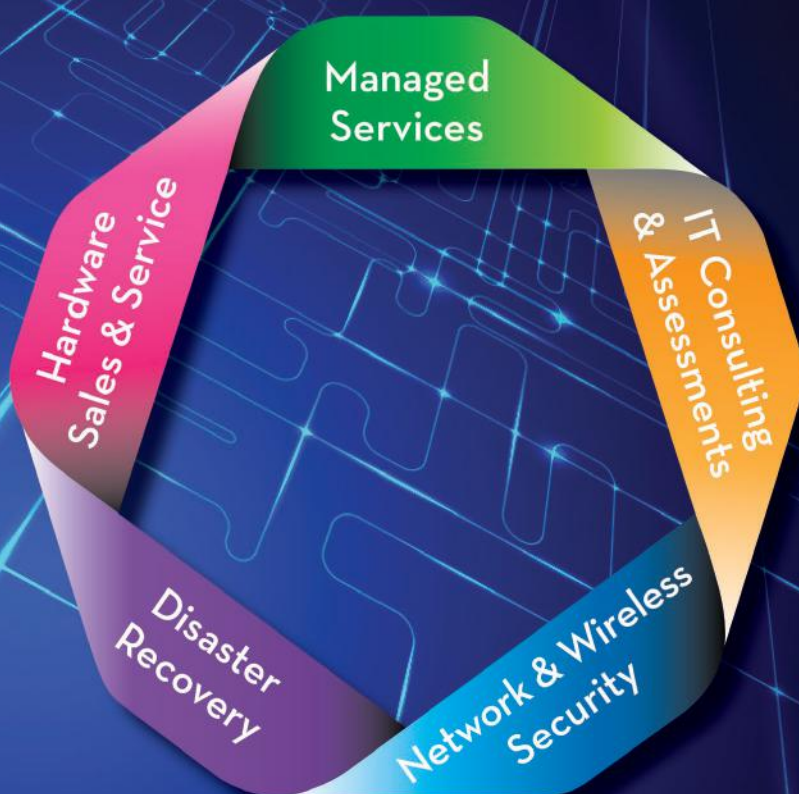 Managed
Services
IT Consulting
& Assessments
Network & Wireless
Security
Disaster
Recovery
Hardware
Sales & Service